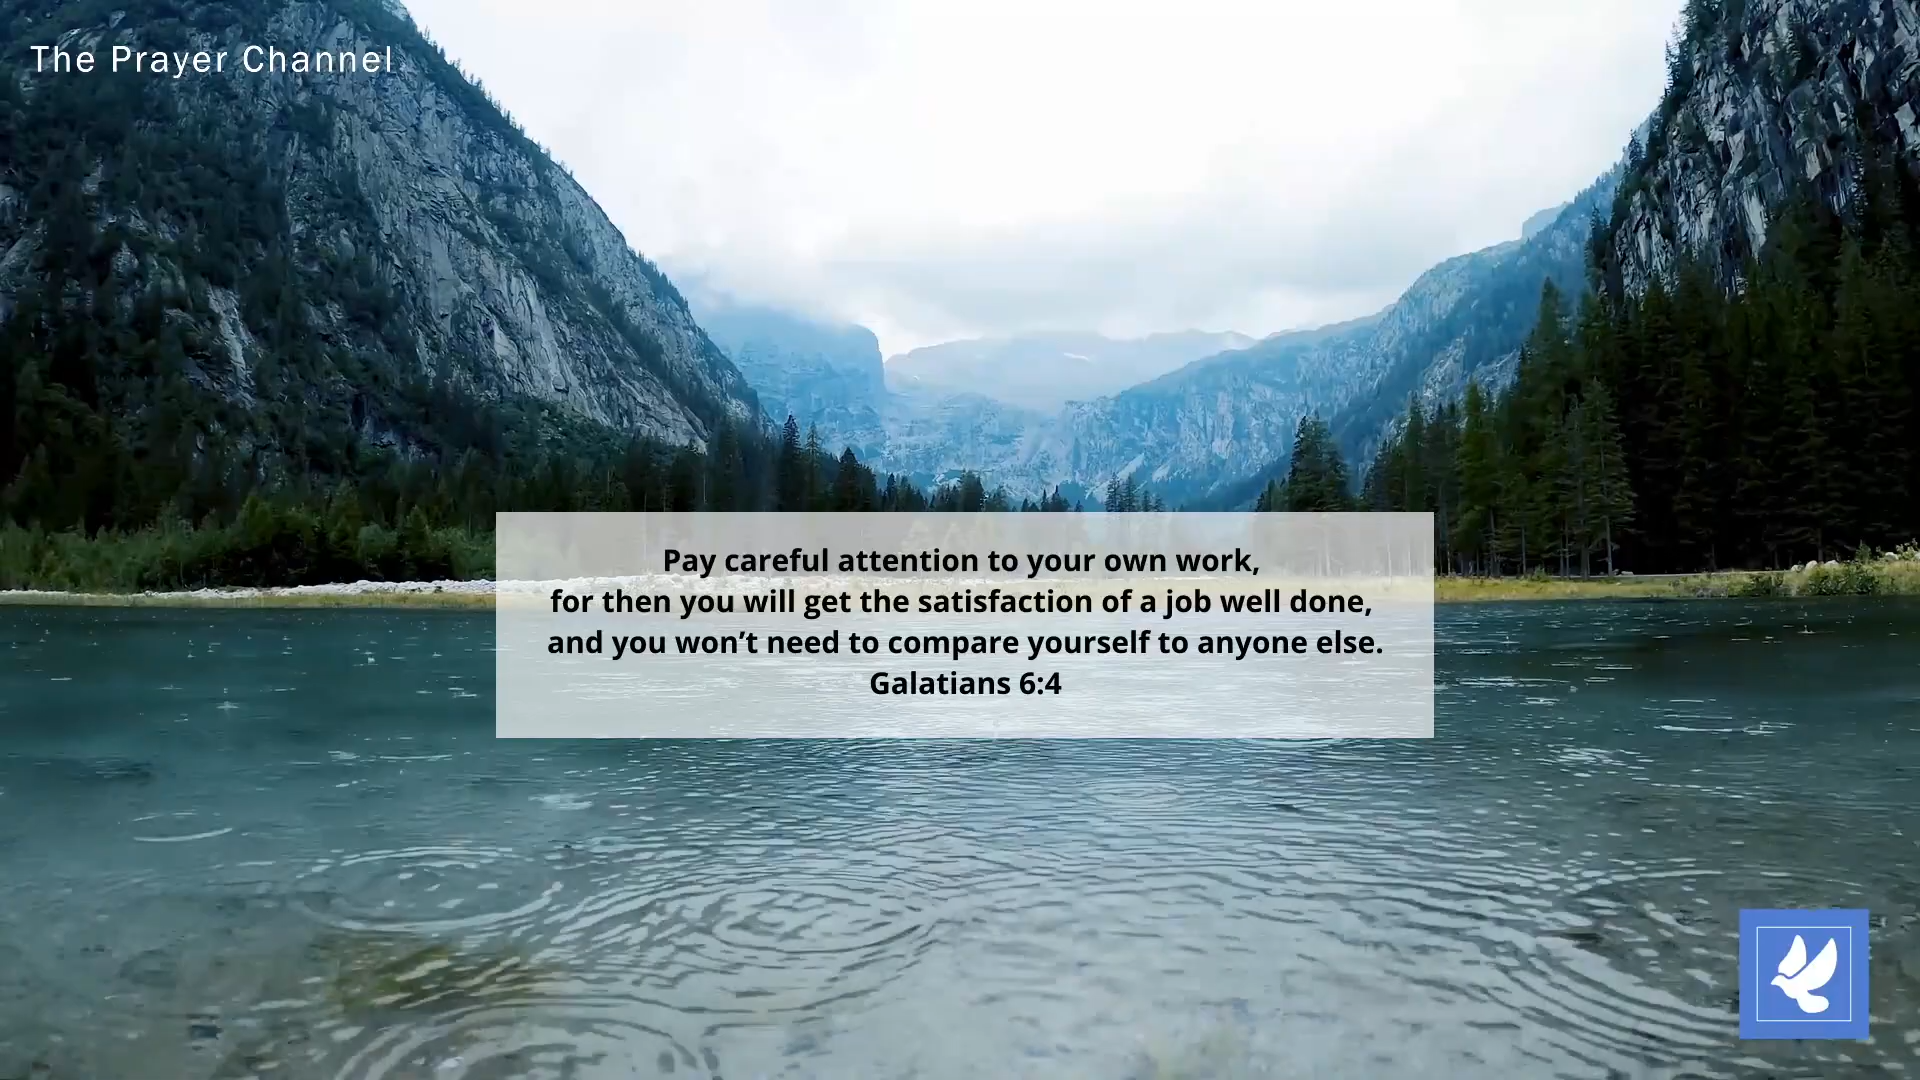 The Prayer Channel
Pay careful attention to your own work,
for then you will get the satisfaction of a job well done,
and you won’t need to compare yourself to anyone else.
Galatians 6:4